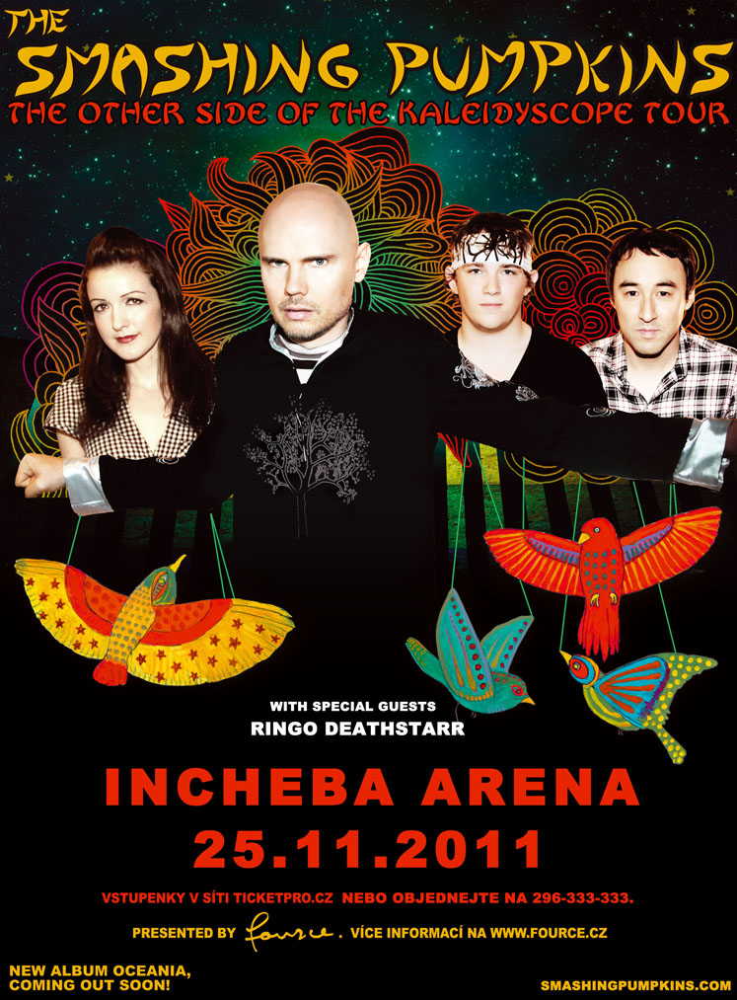 THE
SMASHING PUMPKINS
THE OTHER SIDE OF THE KALEIDYSCOPE TOUR
WITH SPECIAL GUESTS
RINGO DEATHSTARR
INCHEBA ARENA
25.11.2011
VSTUPENKY V SÍTI TICKETPRO.CZ NEBO OBJEDNEJTE NA 296-333-333.
PRESENTED BY fource. VÍCE INFORMACÍ NA WWW.FOURCE.CZ
NEW ALBUM OCEANIA,
COMING OUT SOON!
SMASHINGPUMPKINS.COM